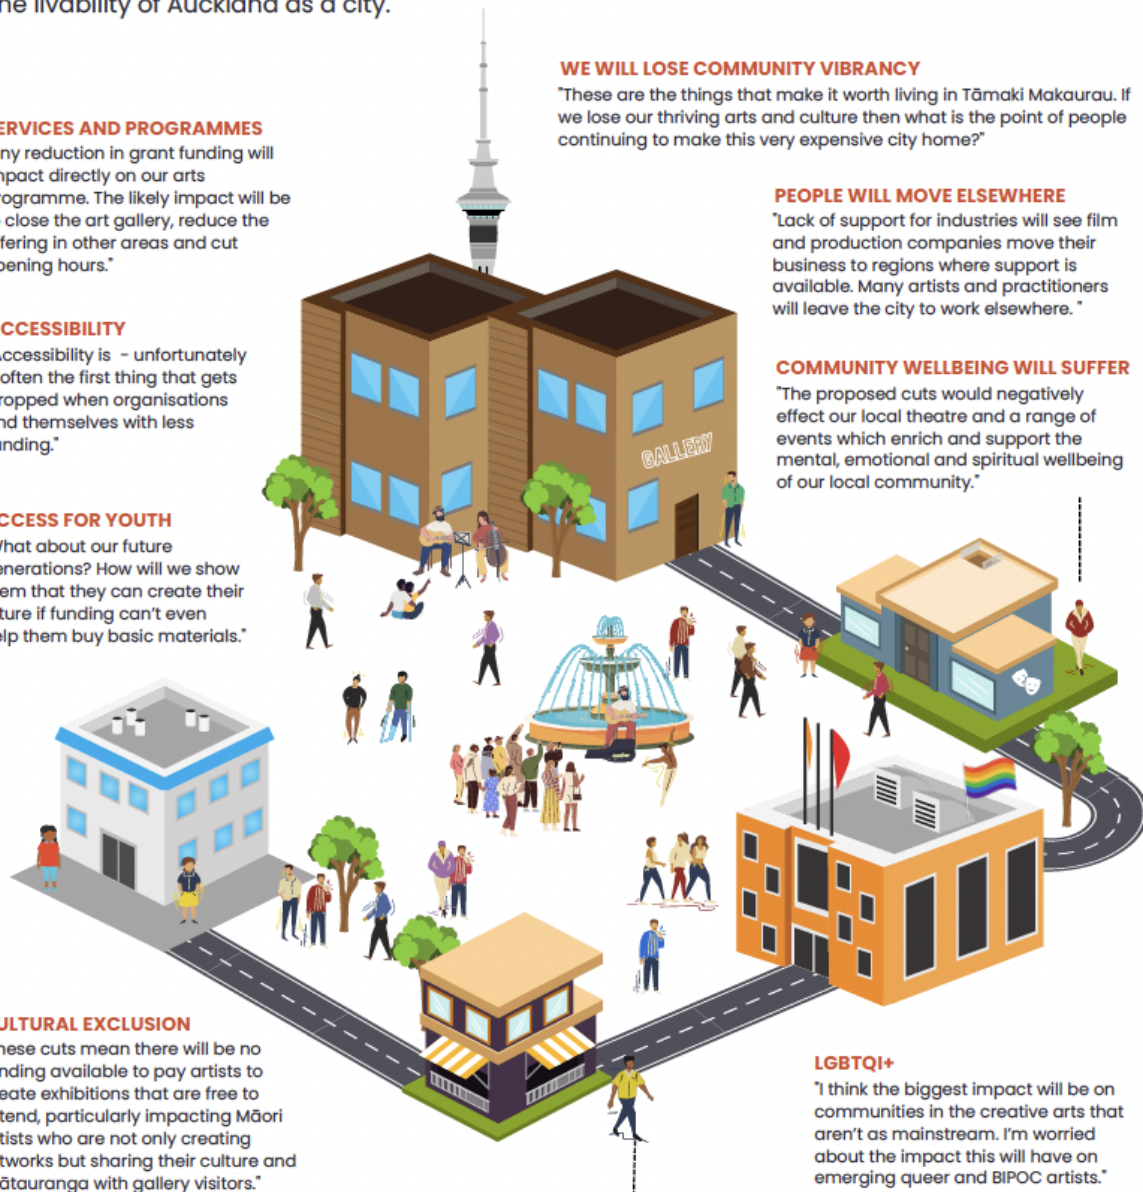 he livability of Auckland as a city.
WE WILL LOSE COMMUNITY VIBRANCY
"These are the things that make it worth living in Tāmaki Makaurau. If
we lose our thriving arts and culture then what is the point of people
continuing to make this very expensive city home?"
ERVICES AND PROGRAMMES
ny reduction in grant funding will
mpact directly on our arts
rogramme. The likely impact will be
close the art gallery, reduce the
fering in other areas and cut
pening hours."
PEOPLE WILL MOVE ELSEWHERE
"Lack of support for industries will see film
and production companies move their
business to regions where support is
available. Many artists and practitioners
will leave the city to work elsewhere. "
CCESSIBILITY
ccessibility is - unfortunately
often the first thing that gets
ropped when organisations
nd themselves with less
nding."
COMMUNITY WELLBEING WILL SUFFER
"The proposed cuts would negatively
effect our local theatre and a range of
events which enrich and support the
mental, emotional and spiritual wellbeing
of our local community."
GALLERY
CCESS FOR YOUTH
hat about our future
enerations? How will we show
em that they can create their
ture if funding can't even
elp them buy basic materials."
ULTURAL EXCLUSION
hese cuts mean there will be no
nding available to pay artists to
eate exhibitions that are free to
tend, particularly impacting Māori
tists who are not only creating
tworks but sharing their culture and
ātauranga with gallery visitors."
LGBTQI+
"I think the biggest impact will be on
communities in the creative arts that
aren't as mainstream. I'm worried
about the impact this will have on
emerging queer and BIPOC artists."